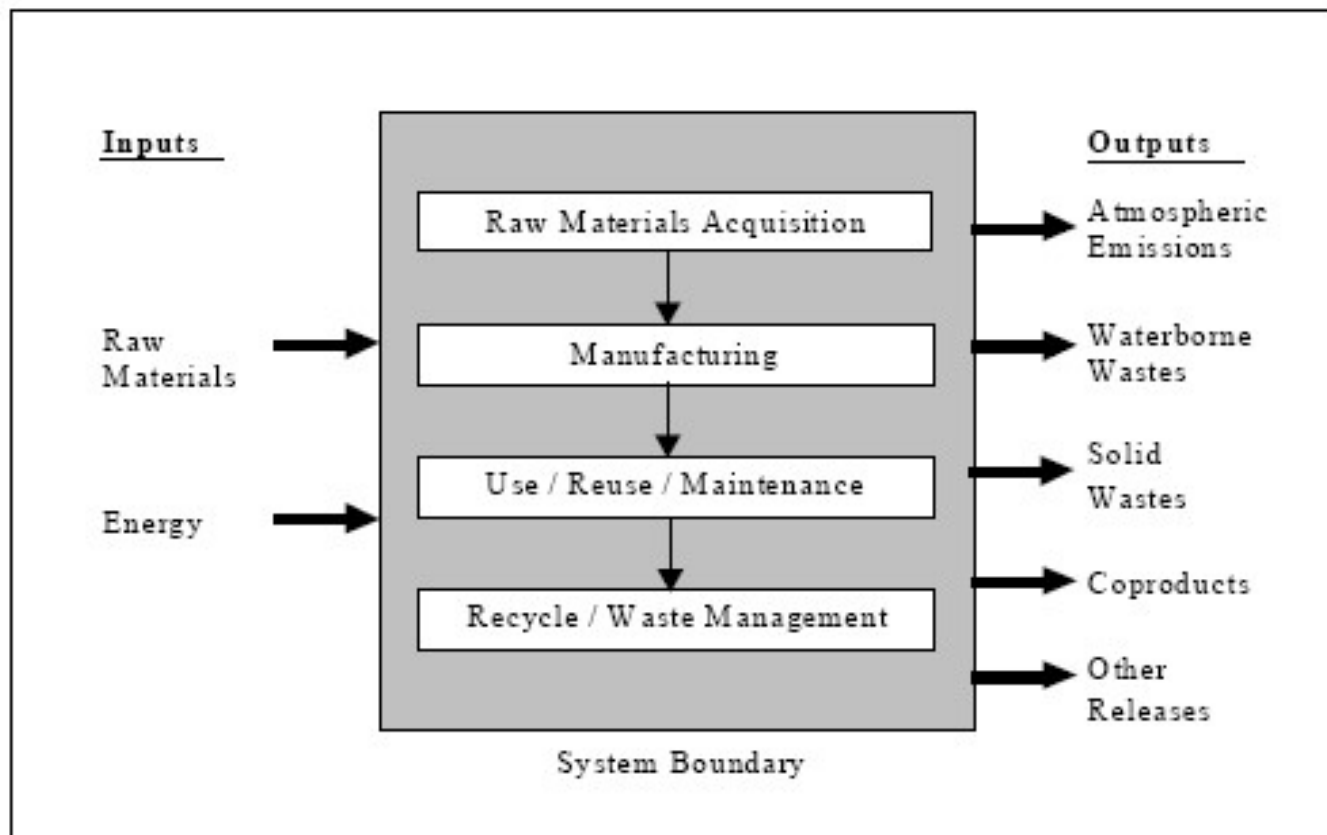 Inputs
Raw
Materials
Energy
Raw Materials Acquisition
Manufacturing
Use / Reuse / Maintenance
Recycle / Waste Management
System Boundary
Outputs
Atmospheric
Emissions
Waterborne
Wastes
Solid
Wastes
Coproducts
Other
Releases